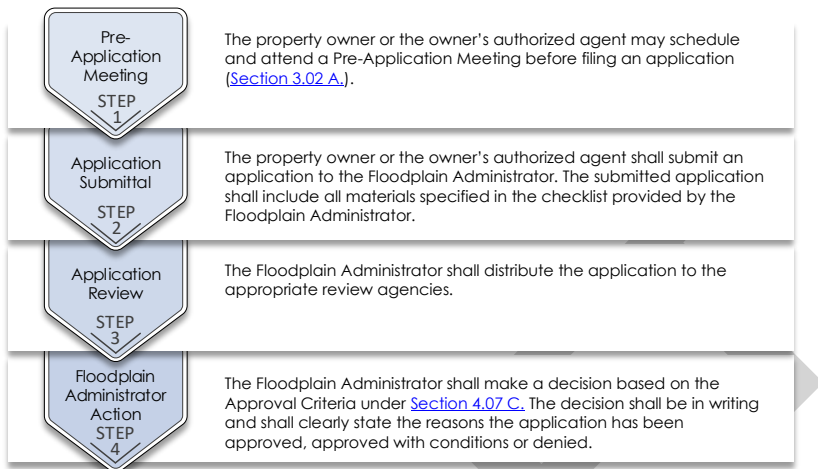 Pre-
Application
Meeting
STEP
1
The property owner or the owner’s authorized agent may schedule
and attend a Pre-Application Meeting before filing an application
(Section 3.02 A.).
Application
Submittal
STEP
2
The property owner or the owner’s authorized agent shall submit an
application to the Floodplain Administrator. The submitted application
shall include all materials specified in the checklist provided by the
Floodplain Administrator.
Application
Review
STEP
3
The Floodplain Administrator shall distribute the application to the
appropriate review agencies.
Floodplain
Administrator
Action
STEP
4
The Floodplain Administrator shall make a decision based on the
Approval Criteria under Section 4.07 C. The decision shall be in writing
and shall clearly state the reasons the application has been
approved, approved with conditions or denied.